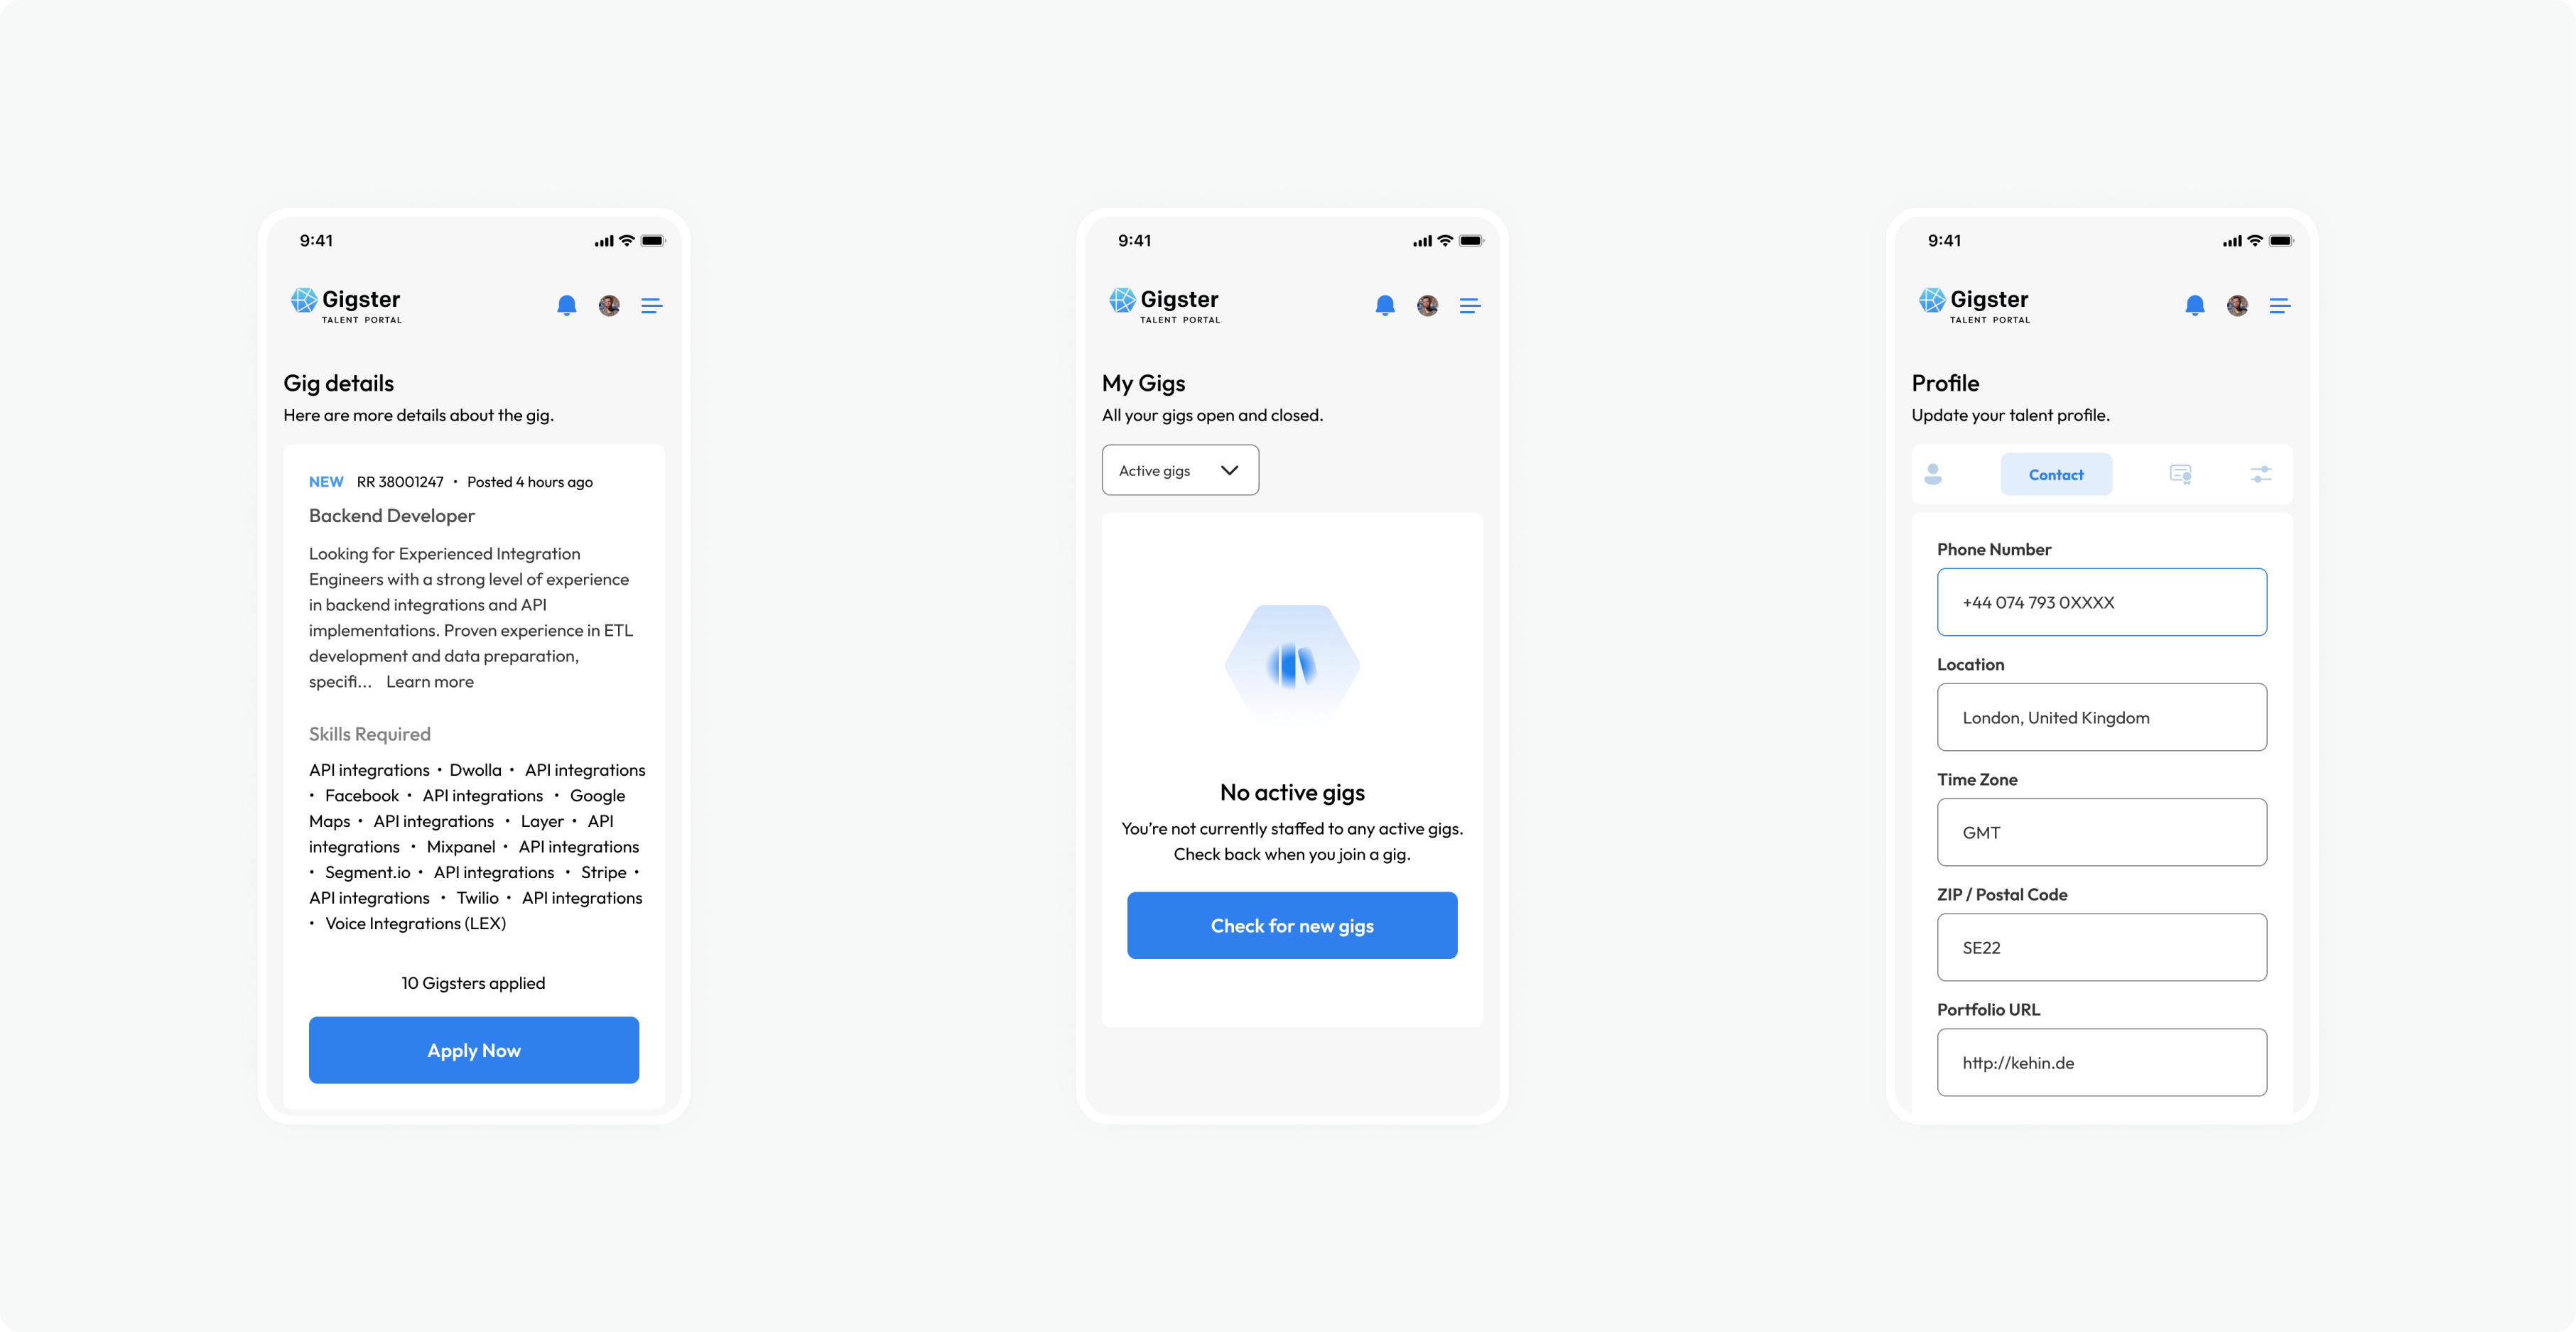 9:41
Gigster
TALENT PORTAL
Gig details
Here are more details about the gig.
NEW RR 38001247 • Posted 4 hours ago
Backend Developer
Looking for Experienced Integration
Engineers with a strong level of experience
in backend integrations and API
implementations. Proven experience in ETL
development and data preparation,
specifi... Learn more
Skills Required
API integrations • Dwolla • API integrations
• Facebook • API integrations • Google
Maps • API integrations • Layer • API
integrations • Mixpanel • API integrations
• Segment.io • API integrations • Stripe •
API integrations • Twilio • API integrations
• Voice Integrations (LEX)
10 Gigsters applied
Apply Now
9:41
Gigster
TALENT PORTAL
My Gigs
All your gigs open and closed.
Active gigs
No active gigs
You’re not currently staffed to any active gigs.
Check back when you join a gig.
Check for new gigs
9:41
Gigster
TALENT PORTAL
Profile
Update your talent profile.
Contact
Phone Number
+44 074 793 0XXXX
Location
London, United Kingdom
Time Zone
GMT
ZIP / Postal Code
SE22
Portfolio URL
http://kehin.de